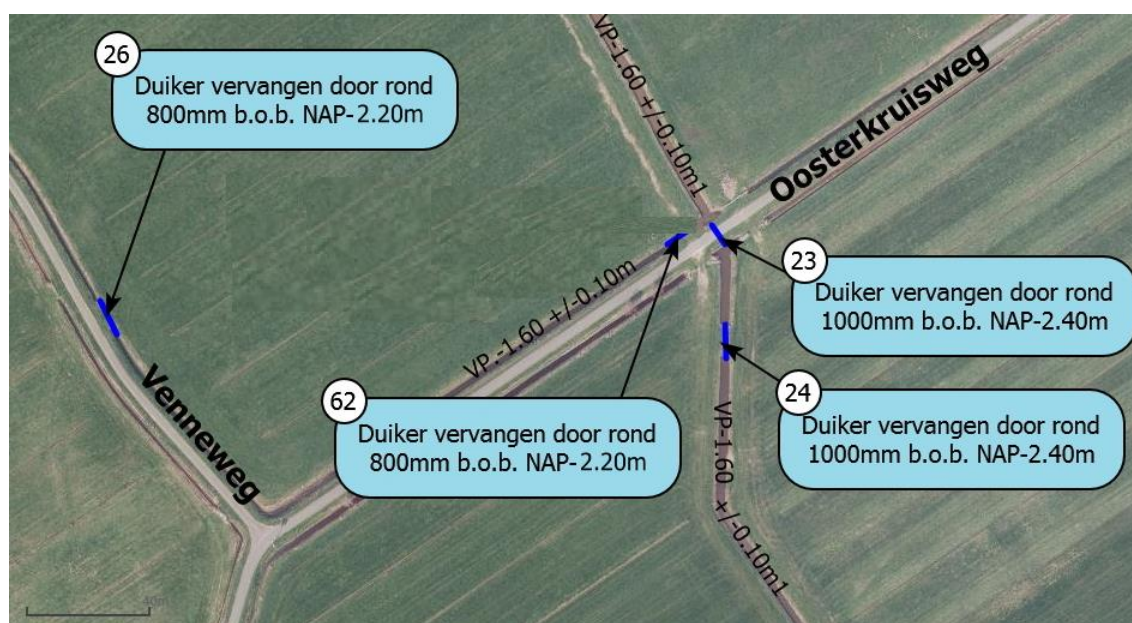 26
Duiker vervangen door rond
800mm b.o.b. NAP-2.20m
VP-1.60 +/-0.10m1
Oosterkruisweg
23
Duiker vervangen door rond
1000mm b.o.b. NAP-2.40m
VP.-1.60 +/-0.10m
Venneweg
62
Duiker vervangen door rond
800mm b.o.b. NAP-2.20m
24
Duiker vervangen door rond
1000mm b.o.b. NAP-2.40m
VP-1.60 +/-0.10m1
40m